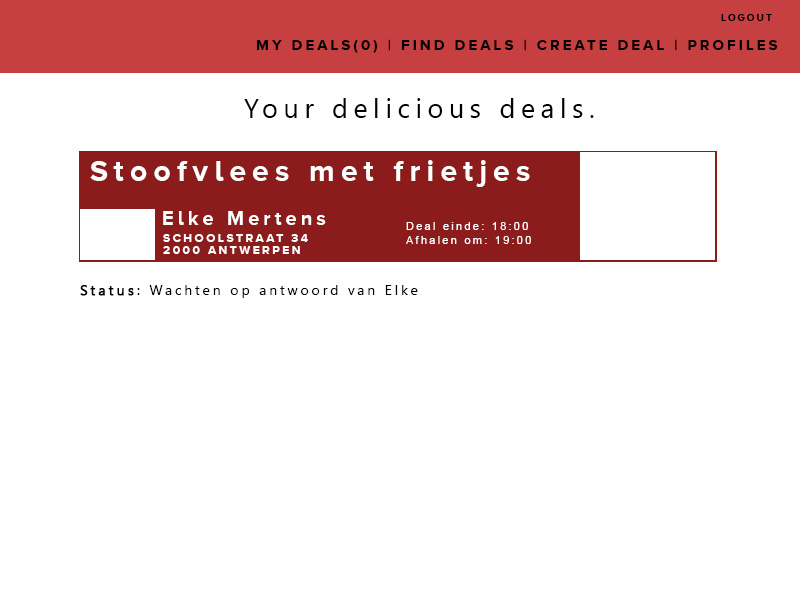 LOGOUT
MY DEALS(0) | FIND DEALS | CREATE DEAL | PROFILES
Your delicious deals.
Stoofvlees met frietjes
Elke Mertens
SCHOOLSTRAAT 34
2000 ANTWERPEN
Deal einde: 18:00
Afhalen om: 19:00
Status: Wachten op antwoord van Elke